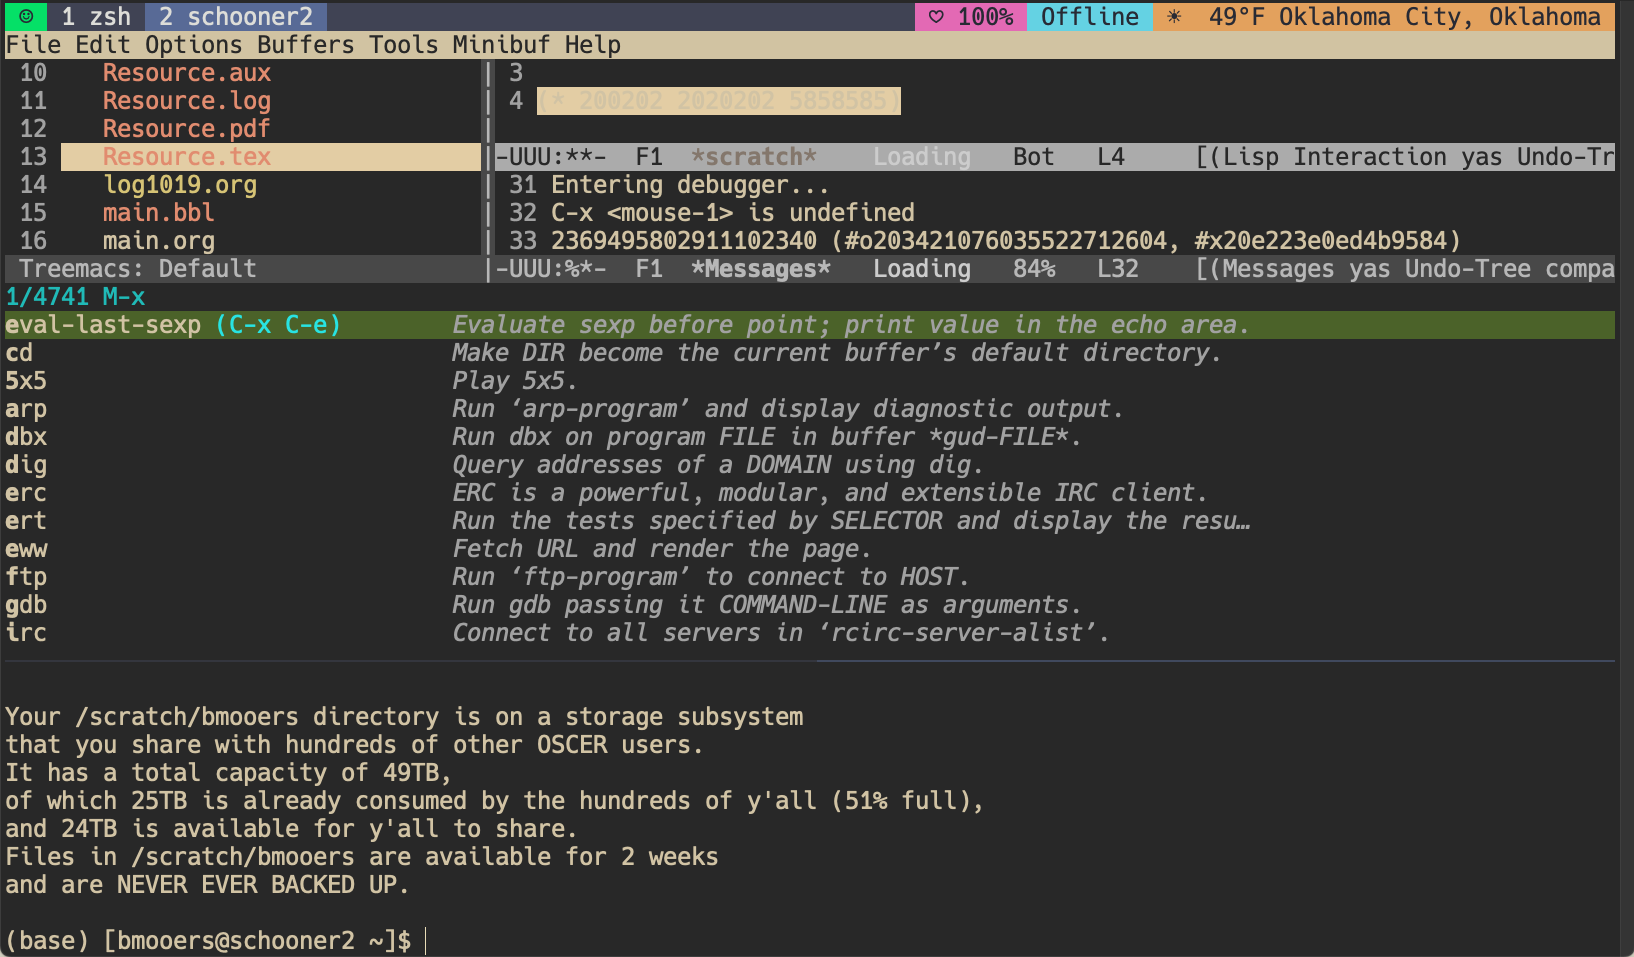 ☺ 1 zsh 2 schooner2 ♡ 100% Offline ☀ 49°F Oklahoma City, Oklahoma
File Edit Options Buffers Tools Minibuf Help
10 Resource.aux | 3
11 Resource.log | 4 (* 200202 2020202 5858585)
12 Resource.pdf |
13 Resource.tex |-UUU:**- F1 *scratch* Loading Bot L4 [(Lisp Interaction yas Undo-Tr
14 log1019.org | 31 Entering debugger...
15 main.bbl | 32 C-x <mouse-1> is undefined
16 main.org | 33 2369495802911102340 (#o203421076035522712604, #x20e223e0ed4b9584)
Treemacs: Default |-UUU:%*- F1 *Messages* Loading 84% L32 [(Messages yas Undo-Tree compa
1/4741 M-x
eval-last-sexp (C-x C-e) Evaluate sexp before point; print value in the echo area.
cd Make DIR become the current buffer’s default directory.
5x5 Play 5x5.
arp Run ‘arp-program’ and display diagnostic output.
dbx Run dbx on program FILE in buffer *gud-FILE*.
dig Query addresses of a DOMAIN using dig.
erc ERC is a powerful, modular, and extensible IRC client.
ert Run the tests specified by SELECTOR and display the resu…
eww Fetch URL and render the page.
ftp Run ‘ftp-program’ to connect to HOST.
gdb Run gdb passing it COMMAND-LINE as arguments.
irc Connect to all servers in ‘rcirc-server-alist’.
Your /scratch/bmooers directory is on a storage subsystem
that you share with hundreds of other OSCER users.
It has a total capacity of 49TB,
of which 25TB is already consumed by the hundreds of y'all (51% full),
and 24TB is available for y'all to share.
Files in /scratch/bmooers are available for 2 weeks
and are NEVER EVER BACKED UP.
(base) [bmooers@schooner2 ~]$